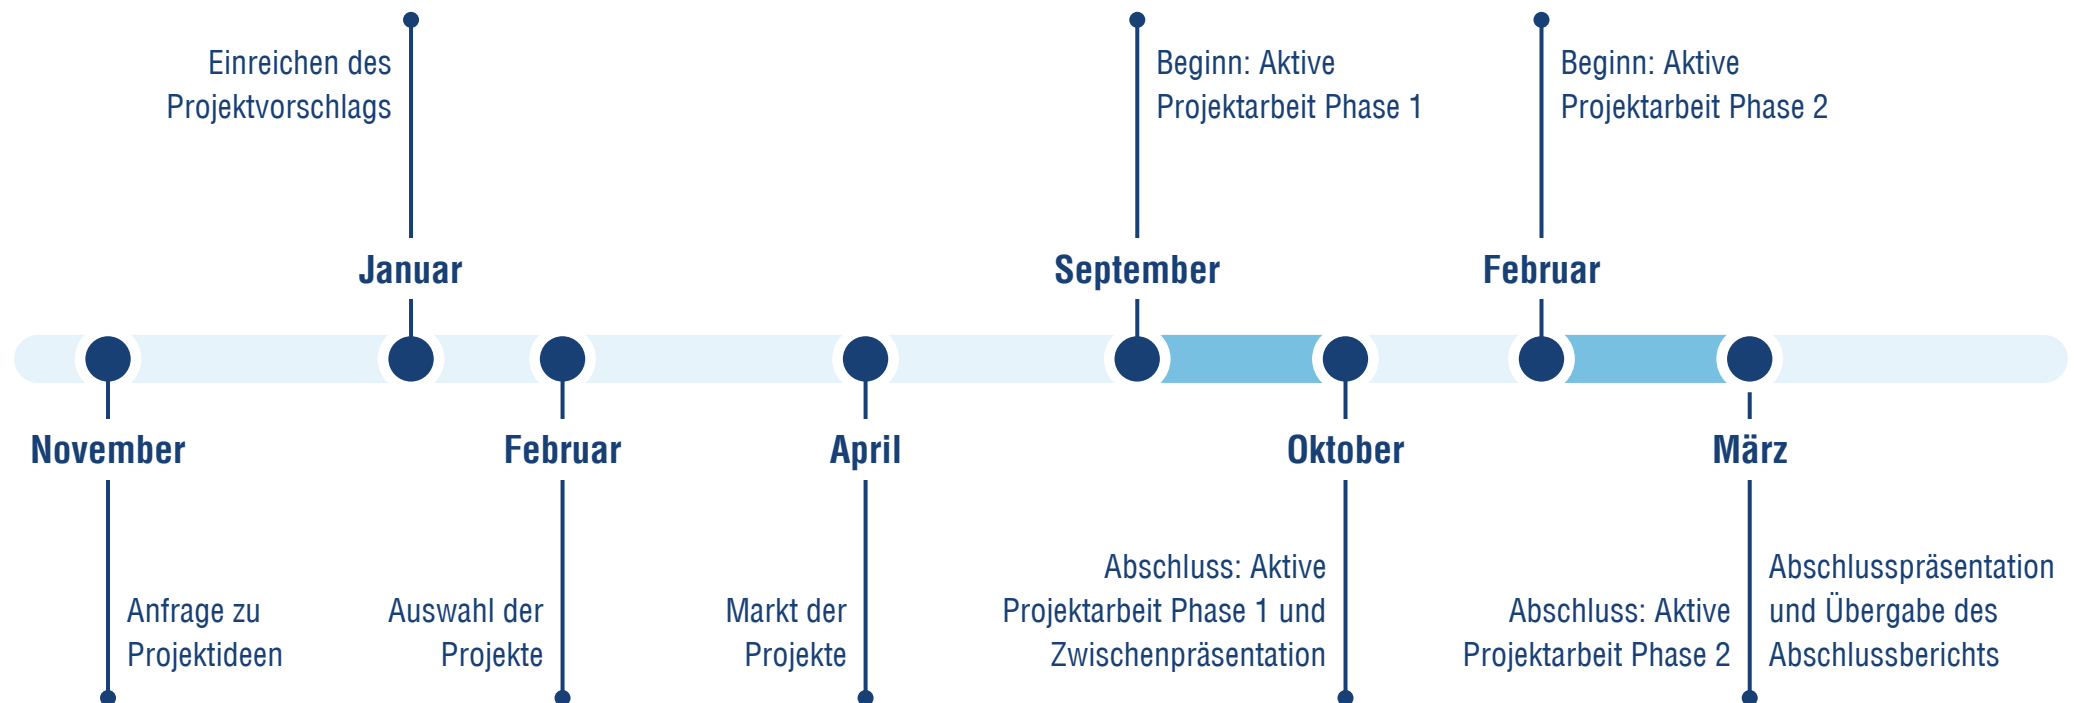 Einreichen des
Projektvorschlags
Beginn: Aktive
Projektarbeit Phase 1
Beginn: Aktive
Projektarbeit Phase 2
Januar
September
Februar
November
Februar
April
Oktober
März
Anfrage zu
Projektideen
Auswahl der
Projekte
Markt der
Projekte
Abschluss: Aktive
Projektarbeit Phase 1 und
Zwischenpräsentation
Abschluss: Aktive
Projektarbeit Phase 2
Abschlusspräsentation
und Übergabe des
Abschlussberichts